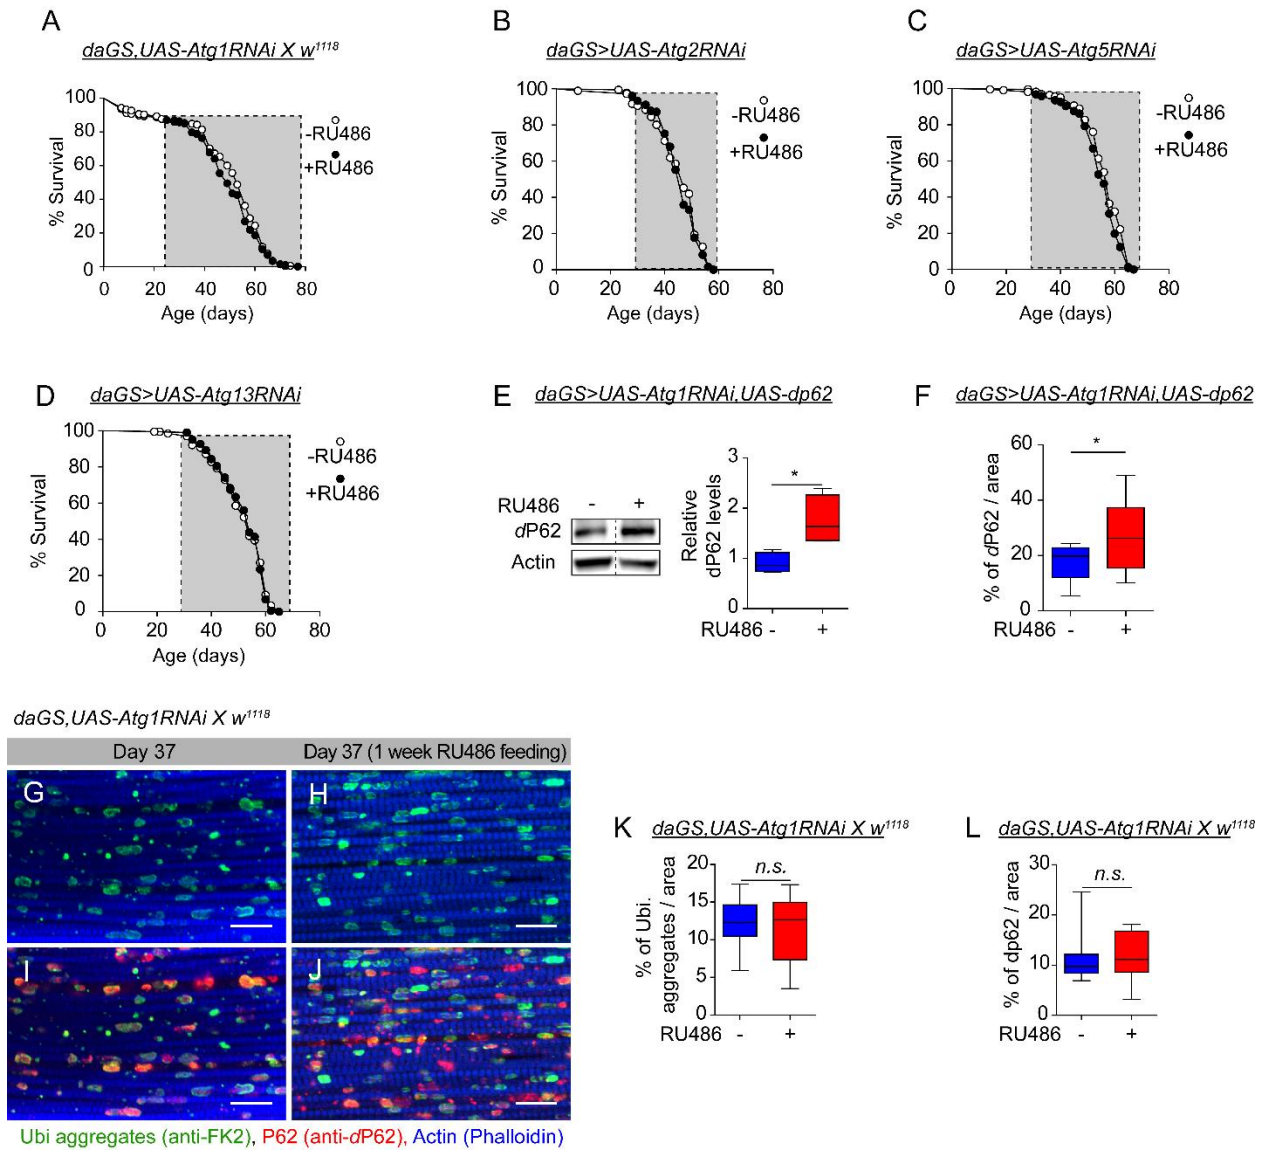 A
daGS,UAS-Atg1RNAi X w1118
% Survival
100
80
60
40
20
0
0 20 40 60 80
Age (days)
-RU486
+RU486
B
daGS>UAS-Atg2RNAi
% Survival
100
80
60
40
20
0
0 20 40 60 80
Age (days)
-RU486
+RU486
C
daGS>UAS-Atg5RNAi
% Survival
100
80
60
40
20
0
0 20 40 60 80
Age (days)
-RU486
+RU486
D
daGS>UAS-Atg13RNAi
% Survival
100
80
60
40
20
0
0 20 40 60 80
Age (days)
-RU486
+RU486
E
daGS>UAS-Atg1RNAi,UAS-dp62
RU486 - +
dP62
Actin
Relative
dP62 levels
3
2
1
0
*
RU486 - +
F
daGS>UAS-Atg1RNAi,UAS-dp62
% of dP62 / area
60
40
20
0
*
RU486 - +
daGS,UAS-Atg1RNAi X w1118
Day 37
Day 37 (1 week RU486 feeding)
G
H
I
J
Ubi aggregates (anti-FK2), P62 (anti-dP62), Actin (Phalloidin)
K
daGS,UAS-Atg1RNAi X w1118
% of Ubi.
aggregates / area
20
15
10
5
0
n.s.
RU486 - +
L
daGS,UAS-Atg1RNAi X w1118
% of dp62 / area
30
20
10
0
n.s.
RU486 - +